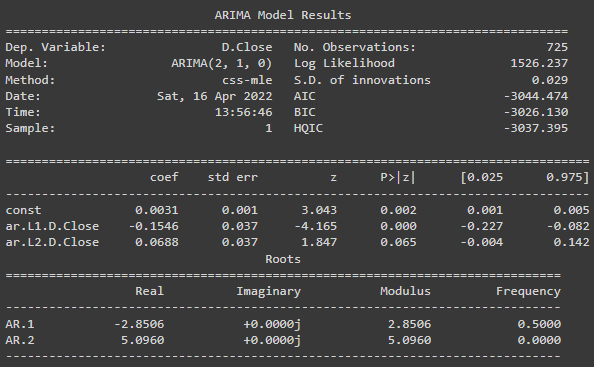 ARIMA Model Results
==============================================================================
Dep. Variable: D.Close No. Observations: 725
Model: ARIMA(2, 1, 0) Log Likelihood 1526.237
Method: css-mle S.D. of innovations 0.029
Date: Sat, 16 Apr 2022 AIC -3044.474
Time: 13:56:46 BIC -3026.130
Sample: 1 HQIC -3037.395
=================================================================================
coef std err z P>|z| [0.025 0.975]
---------------------------------------------------------------------------------
const 0.0031 0.001 3.043 0.002 0.001 0.005
ar.L1.D.Close -0.1546 0.037 -4.165 0.000 -0.227 -0.082
ar.L2.D.Close 0.0688 0.037 1.847 0.065 -0.004 0.142
Roots
=============================================================================
Real Imaginary Modulus Frequency
-----------------------------------------------------------------------------
AR.1 -2.8506 +0.0000j 2.8506 0.5000
AR.2 5.0960 +0.0000j 5.0960 0.0000
-----------------------------------------------------------------------------